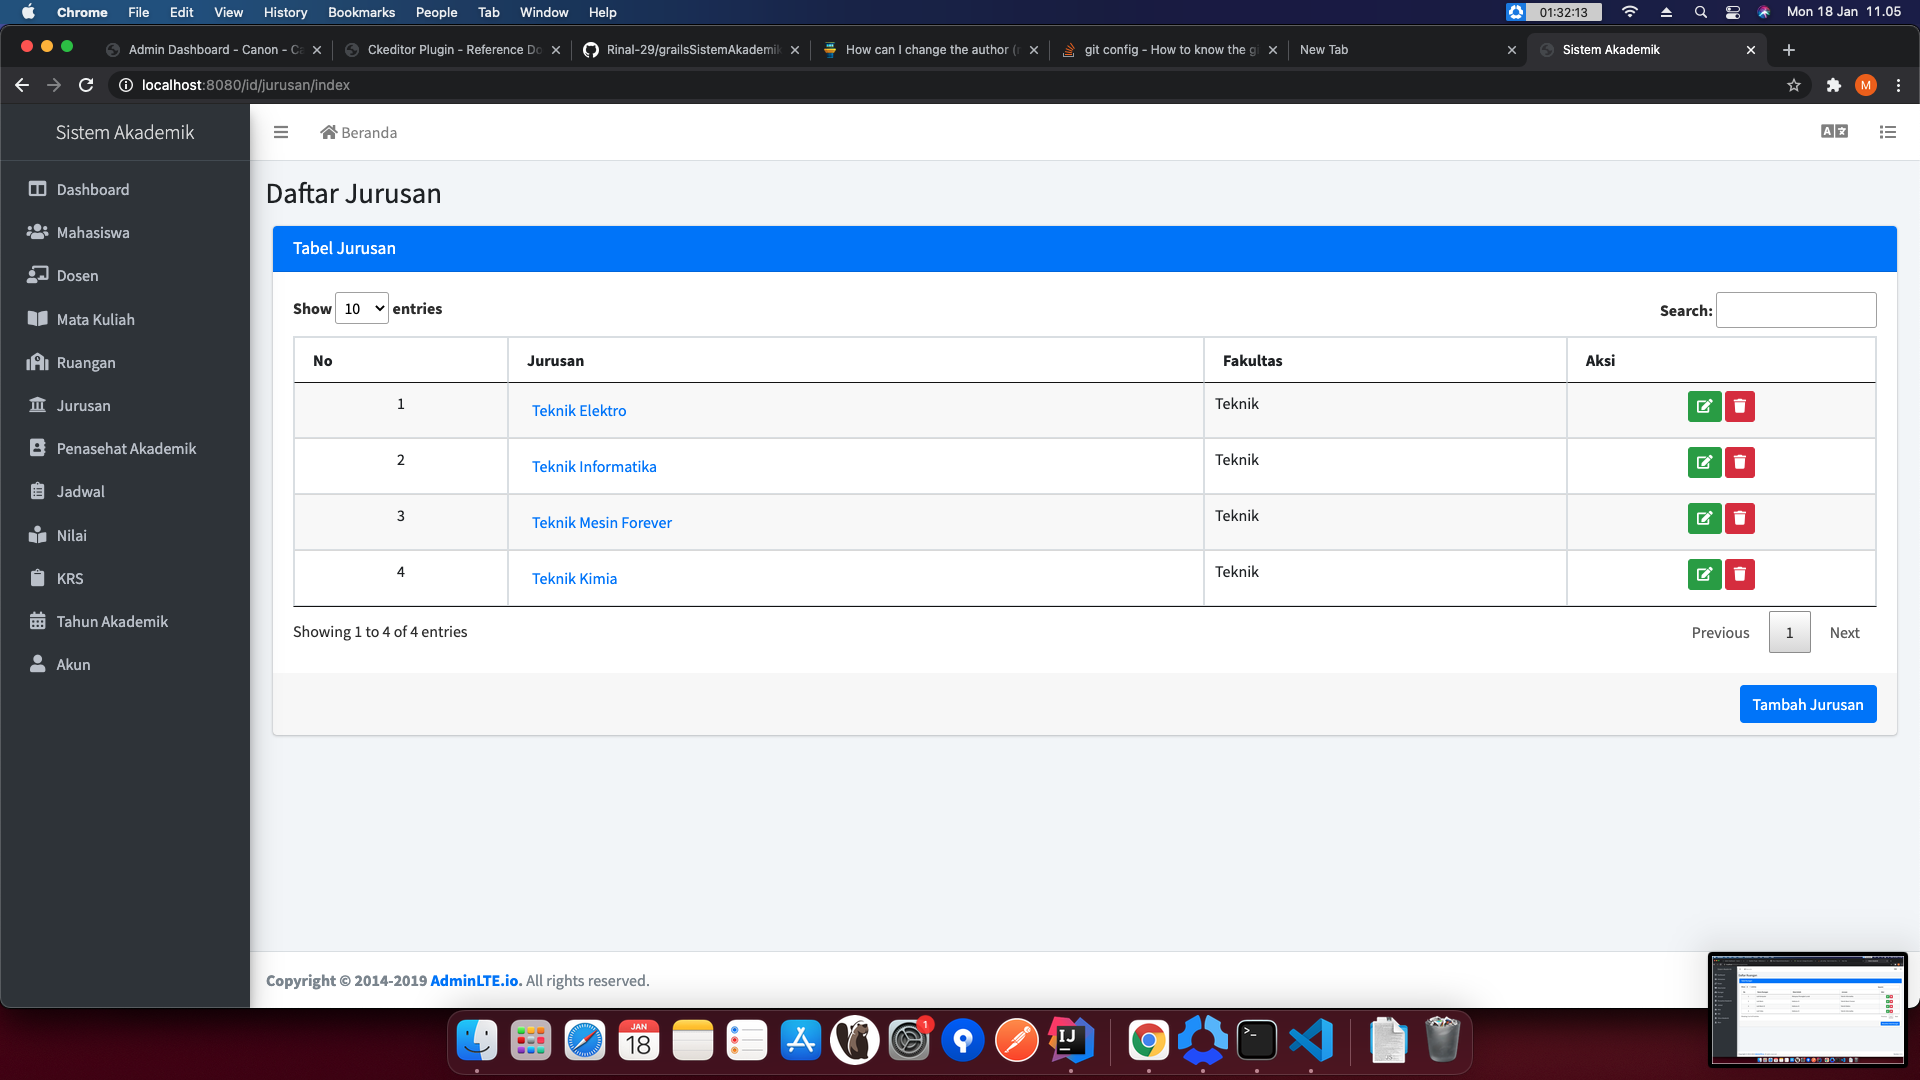 Chrome File Edit View History Bookmarks People Tab Window Help 01:32:13 Mon 18 Jan 11.05
Admin Dashboard - Canon - Ca Ckeditor Plugin - Reference Do Rinal-29/grailsSistemAkademik How can I change the author ( git config - How to know the gi New Tab Sistem Akademik
localhost:8080/id/jurusan/index M
Sistem Akademik
Beranda
Dashboard
Mahasiswa
Dosen
Mata Kuliah
Ruangan
Jurusan
Penasehat Akademik
Jadwal
Nilai
KRS
Tahun Akademik
Akun
Daftar Jurusan
Tabel Jurusan
Show 10 entries
Search:
No Jurusan Fakultas Aksi
1 Teknik Elektro Teknik
2 Teknik Informatika Teknik
3 Teknik Mesin Forever Teknik
4 Teknik Kimia Teknik
Showing 1 to 4 of 4 entries
Previous 1 Next
Tambah Jurusan
Copyright © 2014-2019 AdminLTE.io. All rights reserved.
JAN
18
1
IJ